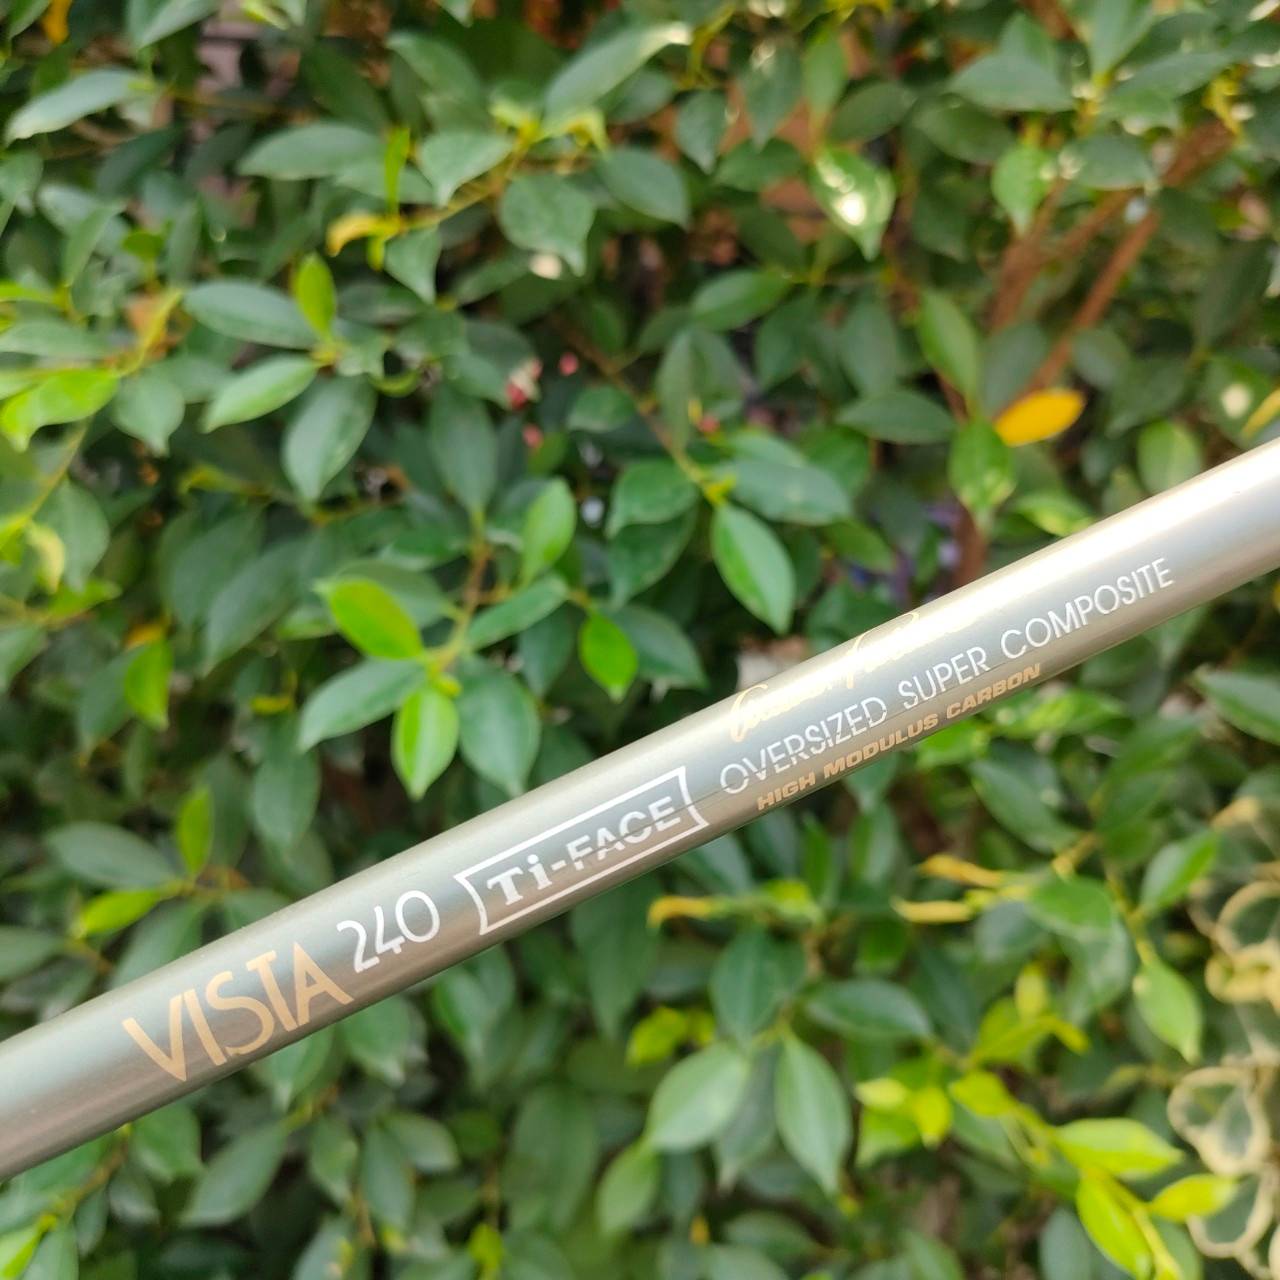 VISTA 240 Ti-FACE OVERSIZED SUPER COMPOSITE
HIGH MODULUS CARBON